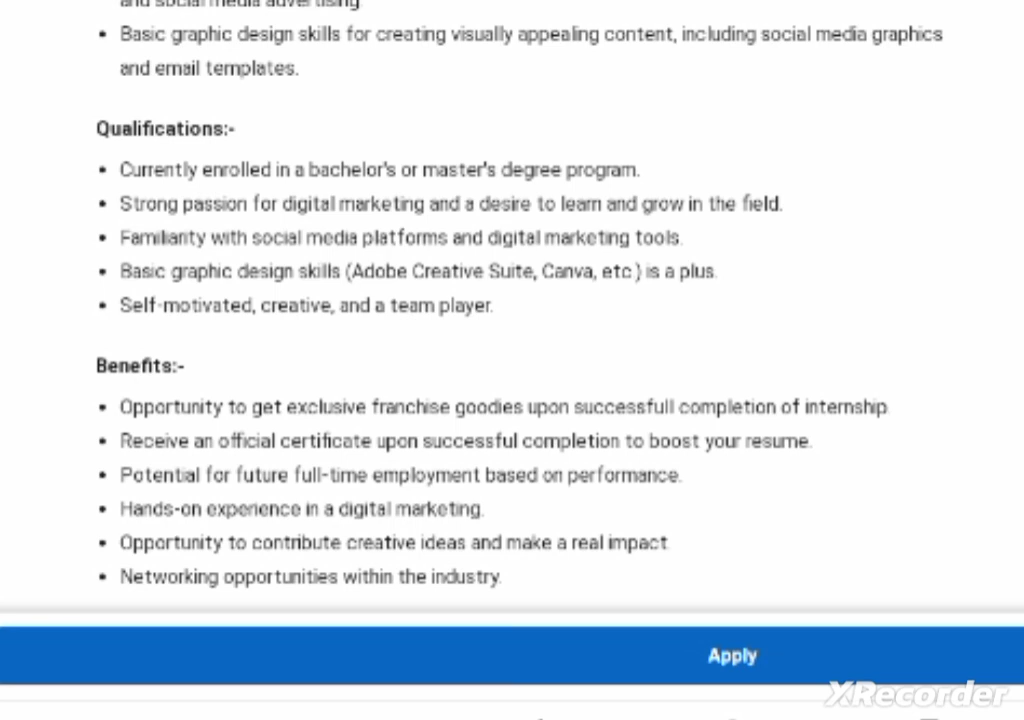 and social media advertising
• Basic graphic design skills for creating visually appealing content, including social media graphics
and email templates.
Qualifications:-
• Currently enrolled in a bachelor's or master's degree program.
• Strong passion for digital marketing and a desire to learn and grow in the field.
• Familiarity with social media platforms and digital marketing tools.
• Basic graphic design skills (Adobe Creative Suite, Canva, etc.) is a plus.
• Self-motivated, creative, and a team player.
Benefits:-
• Opportunity to get exclusive franchise goodies upon successfull completion of internship.
• Receive an official certificate upon successful completion to boost your resume.
• Potential for future full-time employment based on performance.
• Hands-on experience in a digital marketing.
• Opportunity to contribute creative ideas and make a real impact.
• Networking opportunities within the industry.
Apply
XRecorder